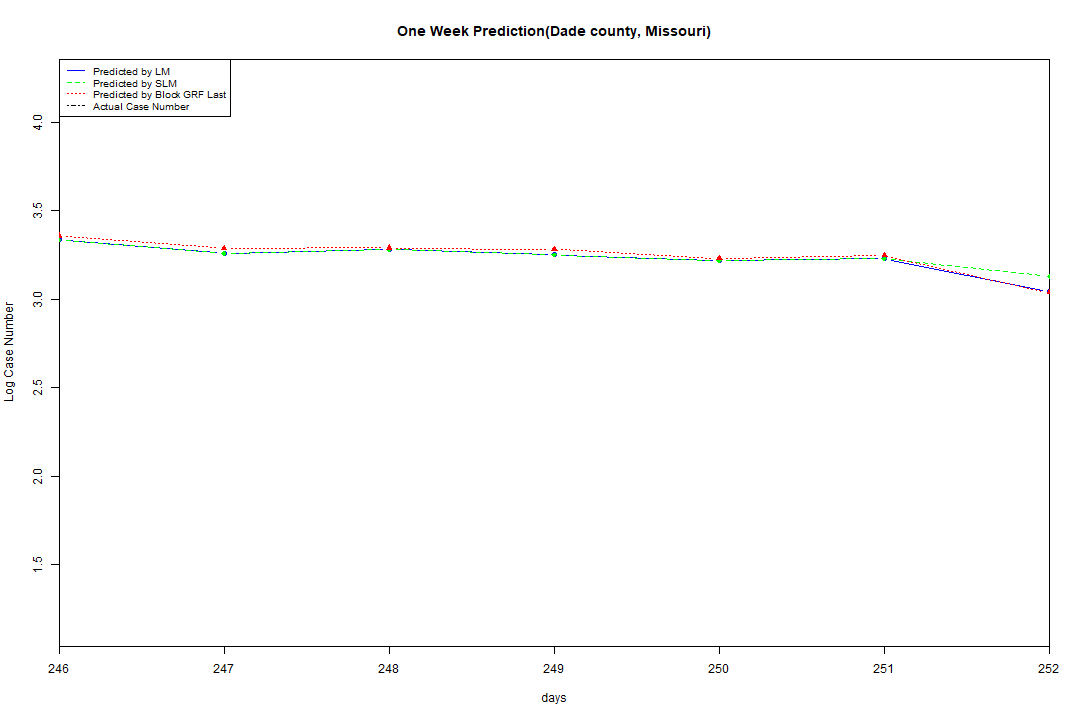 One Week Prediction(Dade county, Missouri)
Predicted by LM
Predicted by SLM
Predicted by Block GRF Last
Actual Case Number
Log Case Number
4.0
3.5
3.0
2.5
2.0
1.5
246 247 248 249 250 251 252
days